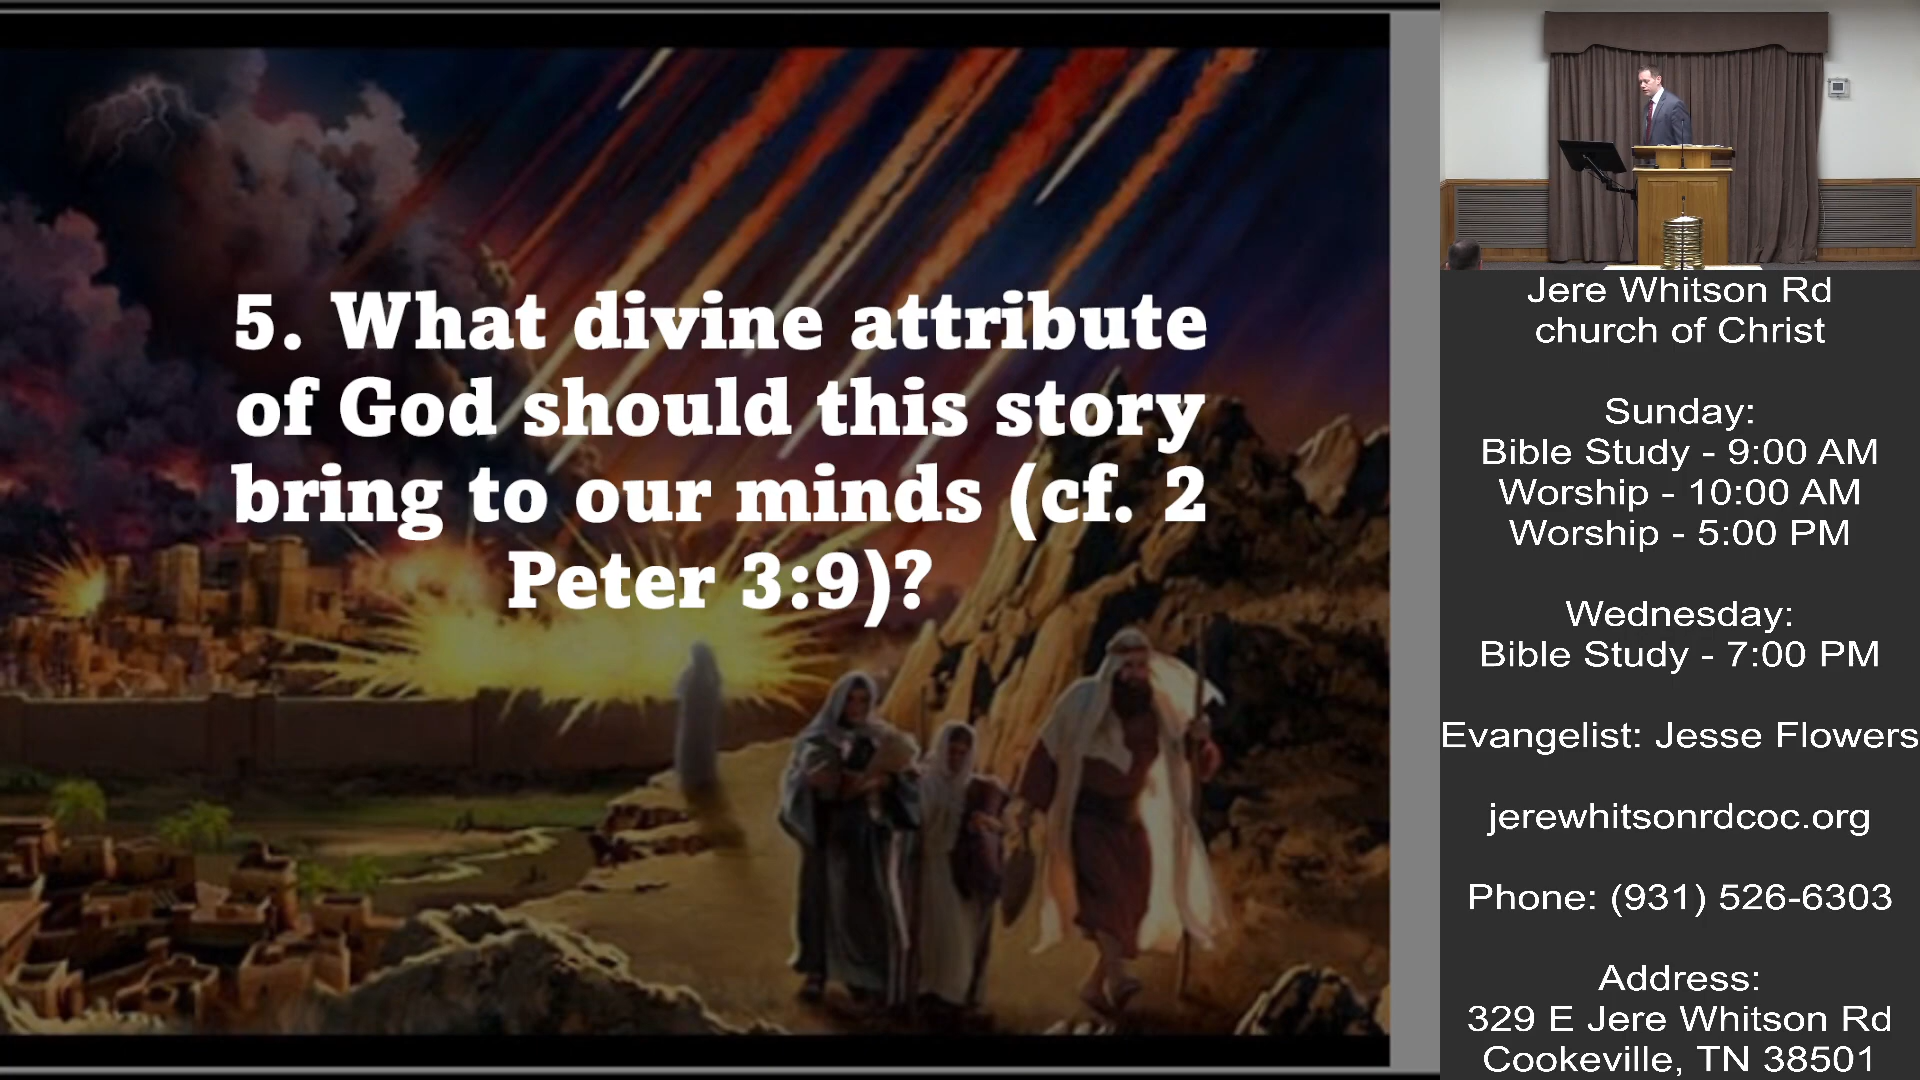 5. What divine attribute
of God should this story
bring to our minds (cf. 2
Peter 3:9)?
Jere Whitson Rd
church of Christ
Sunday:
Bible Study - 9:00 AM
Worship - 10:00 AM
Worship - 5:00 PM
Wednesday:
Bible Study - 7:00 PM
Evangelist: Jesse Flowers
jerewhitsonrdcoc.org
Phone: (931) 526-6303
Address:
329 E Jere Whitson Rd
Cookeville, TN 38501